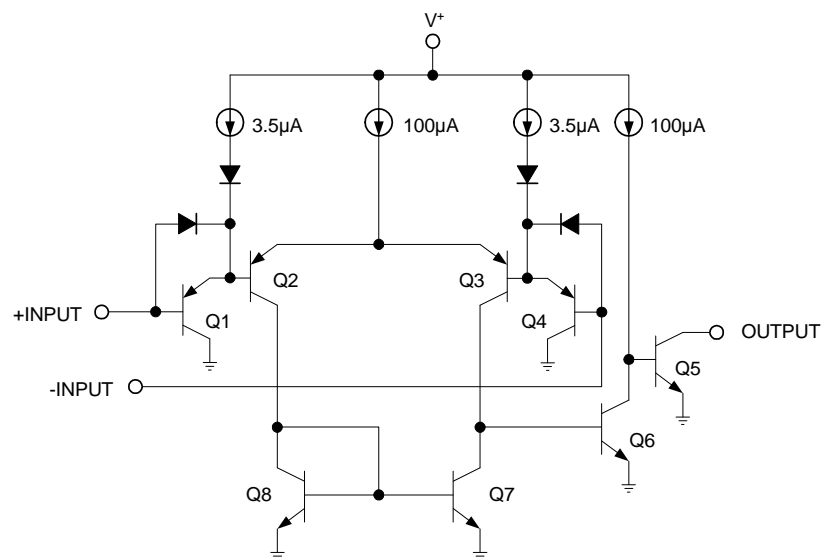 V+
3.5µA
100µA
3.5µA
100µA
Q2
Q3
+INPUT
Q1
Q4
OUTPUT
-INPUT
Q5
Q6
Q8
Q7